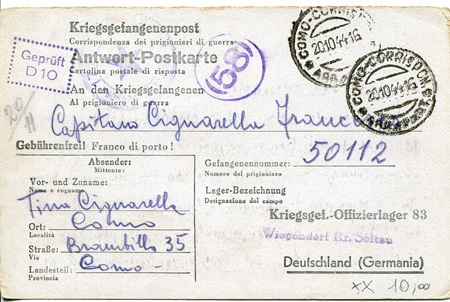 Kriegsgefangenenpost
Corrispondenza dei prigionieri di guerra
Antwort-Postkarte
Cartolina postale di risposta
Geprüft
D 10
58
COMO-CORRISP.
20.10.44.16
COMO-CORRISP.
20.10.44.16
20/11
An den Kriegsgefangenen
Al prigioniero di guerra
Capitano Cignarella
Gebührenfrei! Franco di porto!
Absender:
Mittente:
Gefangenennummer: 50112
Numero del prigioniero
Vor- und Zuname:
Nome e cognome
Tina Cignarella
Lager-Bezeichnung
Designazione del campo
Como
Kriegsgef.-Offizierlager 83
Ort:
Località
Wiegendorf Kr. Soltau
Straße: Brambilla 35
Via
Deutschland (Germania)
Landesteil: Como
Provincia
xx 10,00